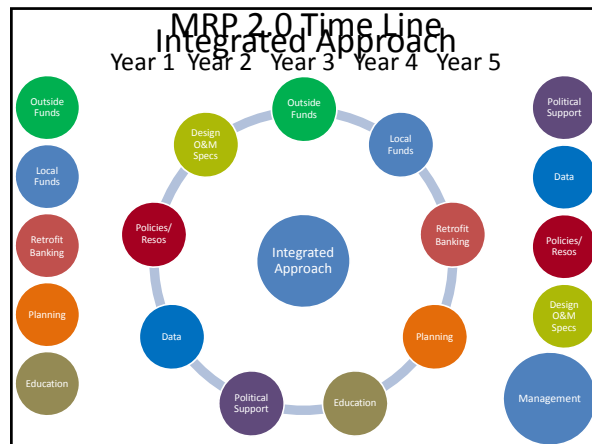 MRP 2.0 Time Line
Integrated Approach
Year 1 Year 2 Year 3 Year 4 Year 5
Outside
Funds
Local
Funds
Retrofit
Banking
Planning
Education
Outside
Funds
Local
Funds
Retrofit
Banking
Planning
Education
Political
Support
Data
Policies/
Resos
Design
O&M
Specs
Integrated
Approach
Political
Support
Data
Policies/
Resos
Design
O&M
Specs
Management